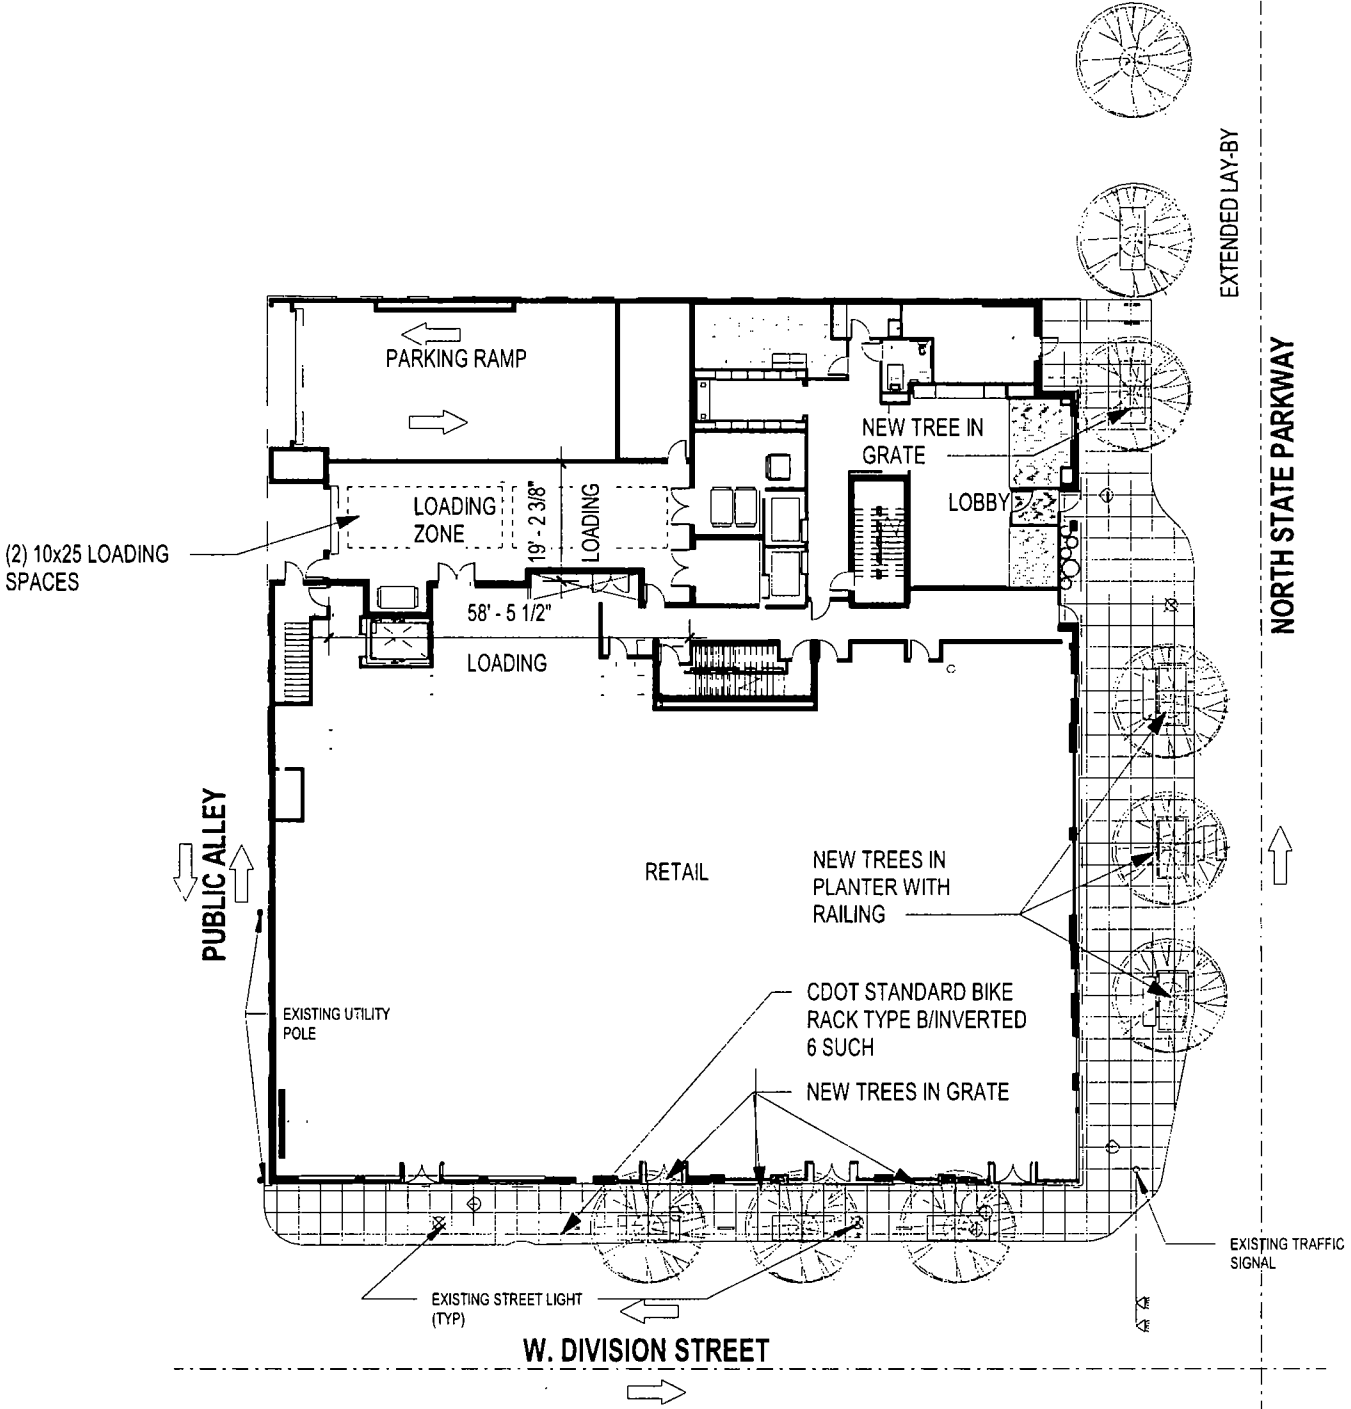 EXTENDED LAY-BY
PARKING RAMP
NORTH STATE PARKWAY
NEW TREE IN
GRATE
LOBBY
LOADING
ZONE
19' - 2 3/8"
LOADING
(2) 10x25 LOADING
SPACES
58' - 5 1/2"
LOADING
PUBLIC ALLEY
RETAIL
NEW TREES IN
PLANTER WITH
RAILING
CDOT STANDARD BIKE
RACK TYPE B/INVERTED
6 SUCH
EXISTING UTILITY
POLE
NEW TREES IN GRATE
EXISTING TRAFFIC
SIGNAL
EXISTING STREET LIGHT
(TYP)
W. DIVISION STREET